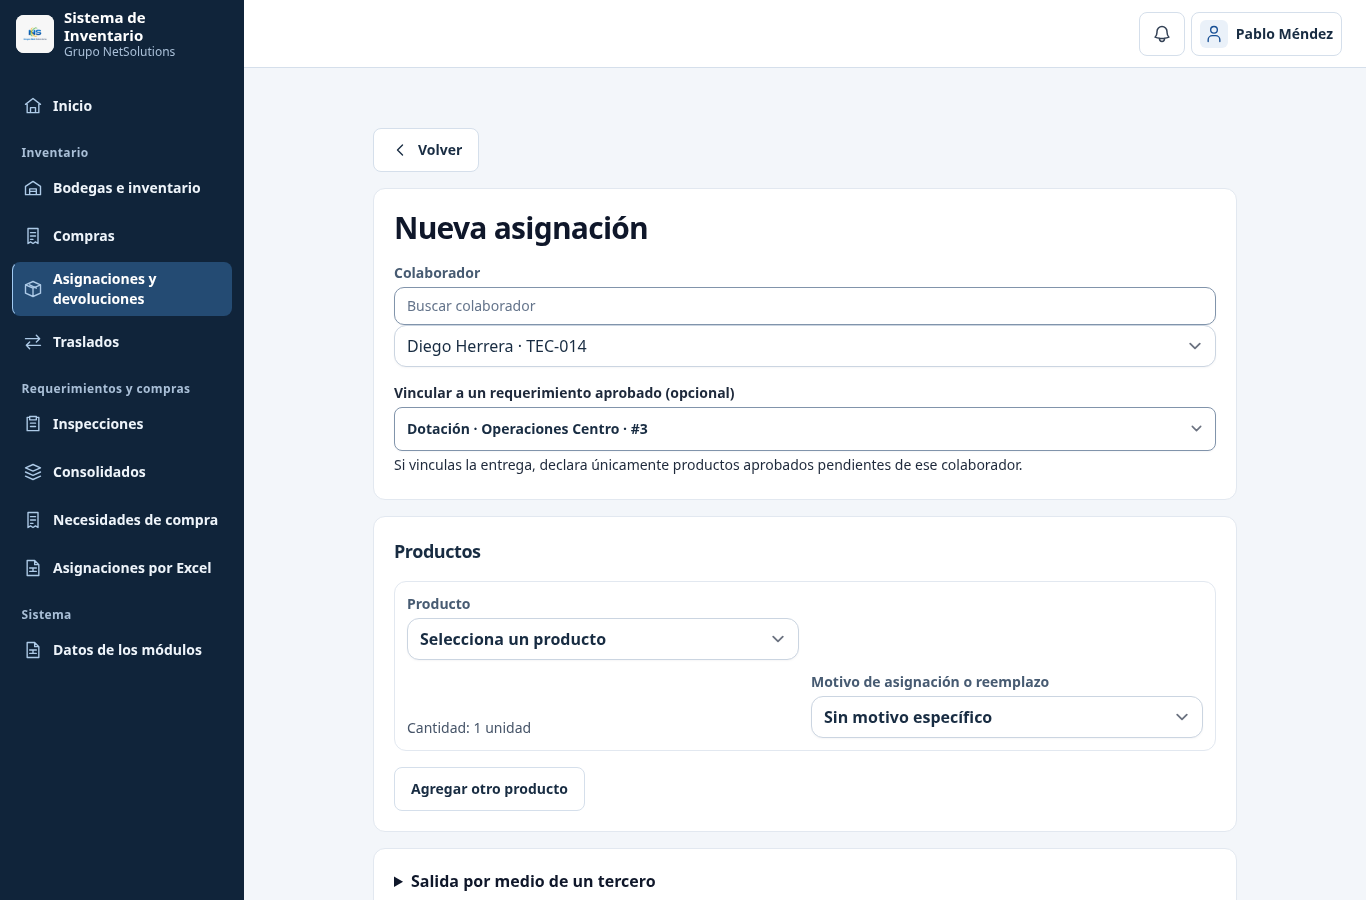 Sistema de
Inventario
Grupo NetSolutions
Inicio
Inventario
Bodegas e inventario
Compras
Asignaciones y
devoluciones
Traslados
Requerimientos y compras
Inspecciones
Consolidados
Necesidades de compra
Asignaciones por Excel
Sistema
Datos de los módulos
Pablo Méndez
Volver
Nueva asignación
Colaborador
Buscar colaborador
Diego Herrera · TEC-014
Vincular a un requerimiento aprobado (opcional)
Dotación · Operaciones Centro · #3
Si vinculas la entrega, declara únicamente productos aprobados pendientes de ese colaborador.
Productos
Producto
Selecciona un producto
Motivo de asignación o reemplazo
Sin motivo específico
Cantidad: 1 unidad
Agregar otro producto
Salida por medio de un tercero